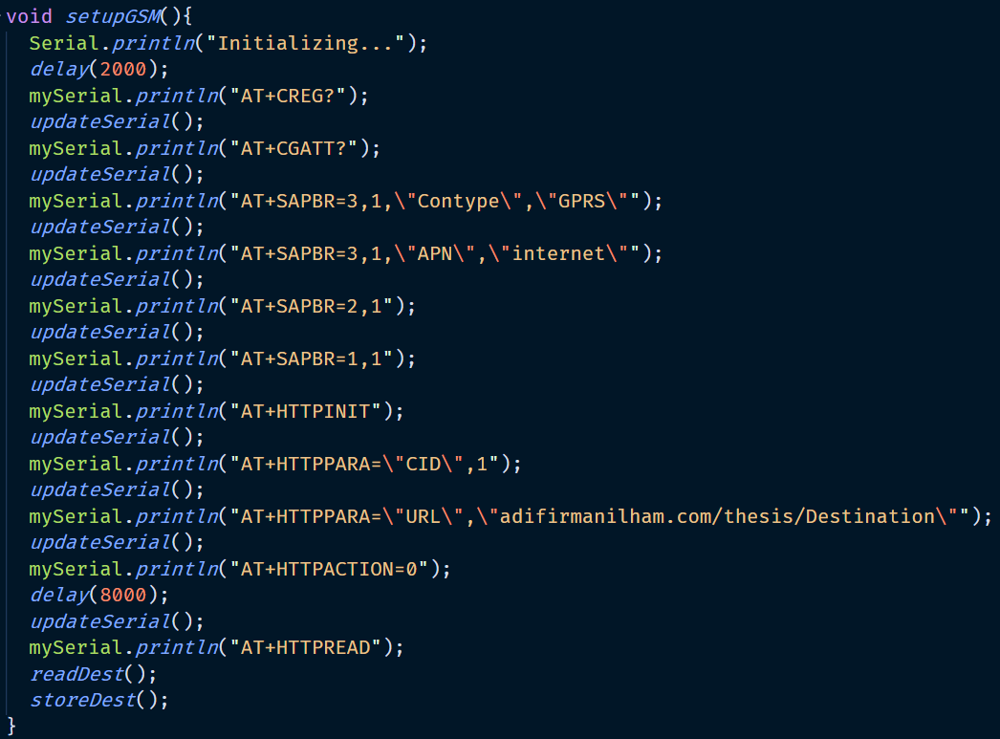 void setupGSM(){
  Serial.println("Initializing...");
  delay(2000);
  mySerial.println("AT+CREG?");
  updateSerial();
  mySerial.println("AT+CGATT?");
  updateSerial();
  mySerial.println("AT+SAPBR=3,1,\"Contype\",\"GPRS\"");
  updateSerial();
  mySerial.println("AT+SAPBR=3,1,\"APN\",\"internet\"");
  updateSerial();
  mySerial.println("AT+SAPBR=2,1");
  updateSerial();
  mySerial.println("AT+SAPBR=1,1");
  updateSerial();
  mySerial.println("AT+HTTPINIT");
  updateSerial();
  mySerial.println("AT+HTTPPARA=\"CID\",1");
  updateSerial();
  mySerial.println("AT+HTTPPARA=\"URL\",\"adifirmanilham.com/thesis/Destination\"");
  updateSerial();
  mySerial.println("AT+HTTPACTION=0");
  delay(8000);
  updateSerial();
  mySerial.println("AT+HTTPREAD");
  readDest();
  storeDest();
}